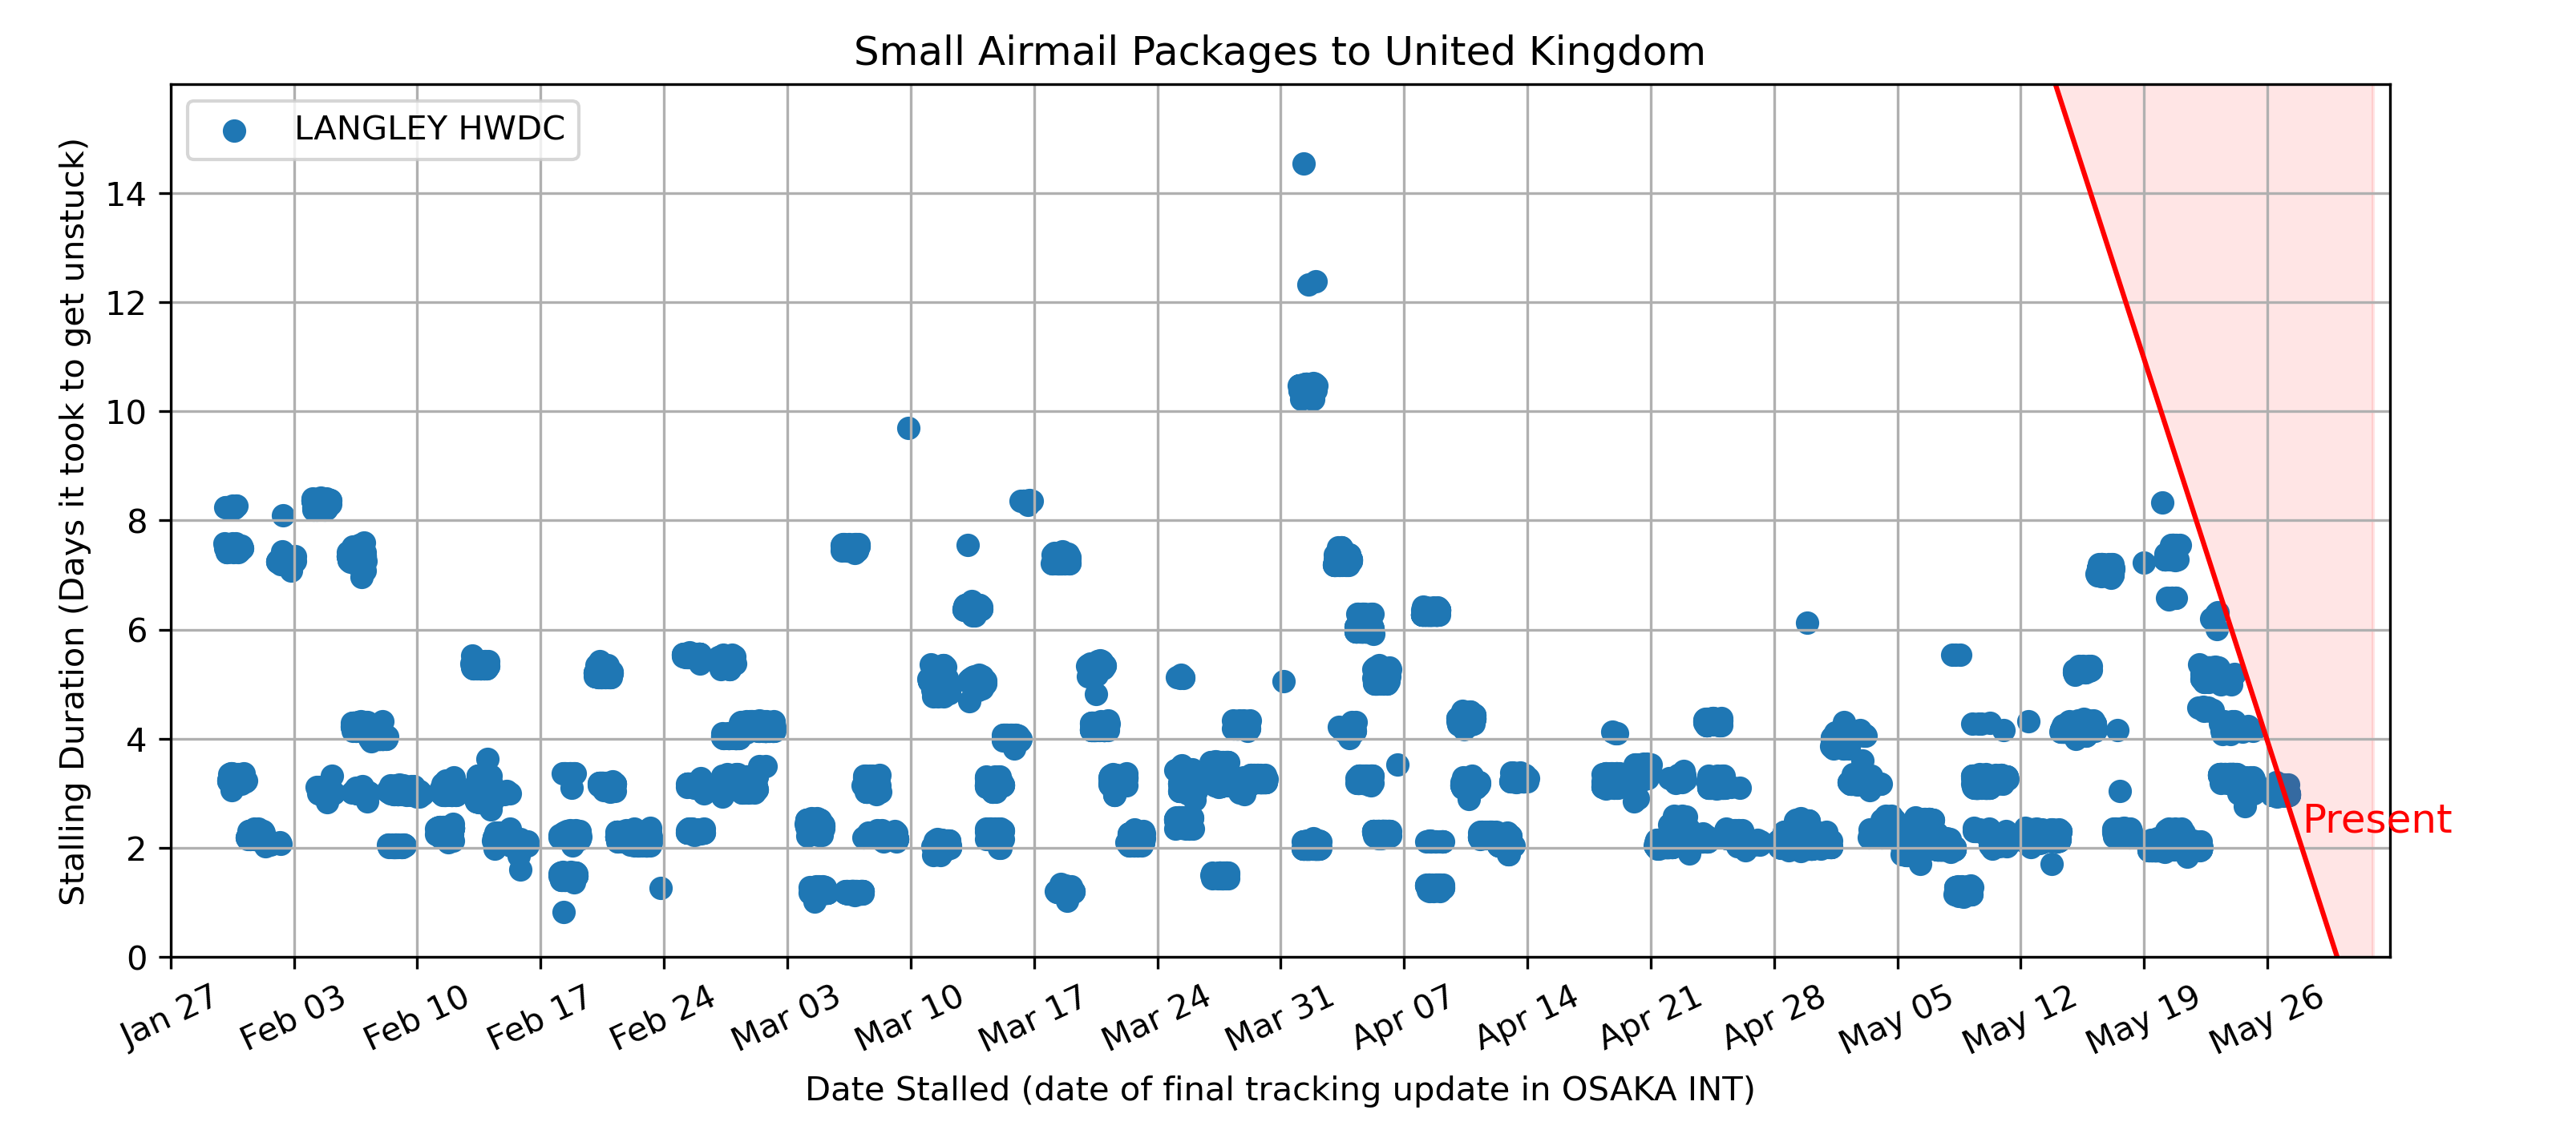 Small Airmail Packages to United Kingdom
LANGLEY HWDC
Stalling Duration (Days it took to get unstuck)
14
12
10
8
6
4
2
0
Present
Jan 27
Feb 03
Feb 10
Feb 17
Feb 24
Mar 03
Mar 10
Mar 17
Mar 24
Mar 31
Apr 07
Apr 14
Apr 21
Apr 28
May 05
May 12
May 19
May 26
Date Stalled (date of final tracking update in OSAKA INT)